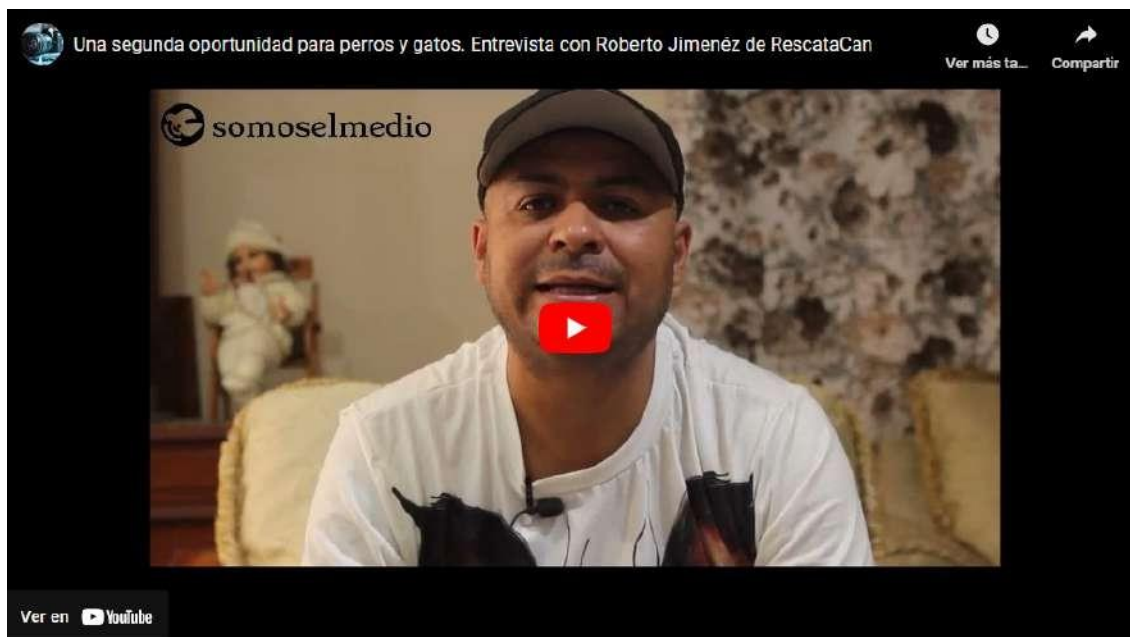 Una segunda oportunidad para perros y gatos. Entrevista con Roberto Jimenéz de RescataCan
Ver más ta...
Compartir
somoselmedio
Ver en YouTube